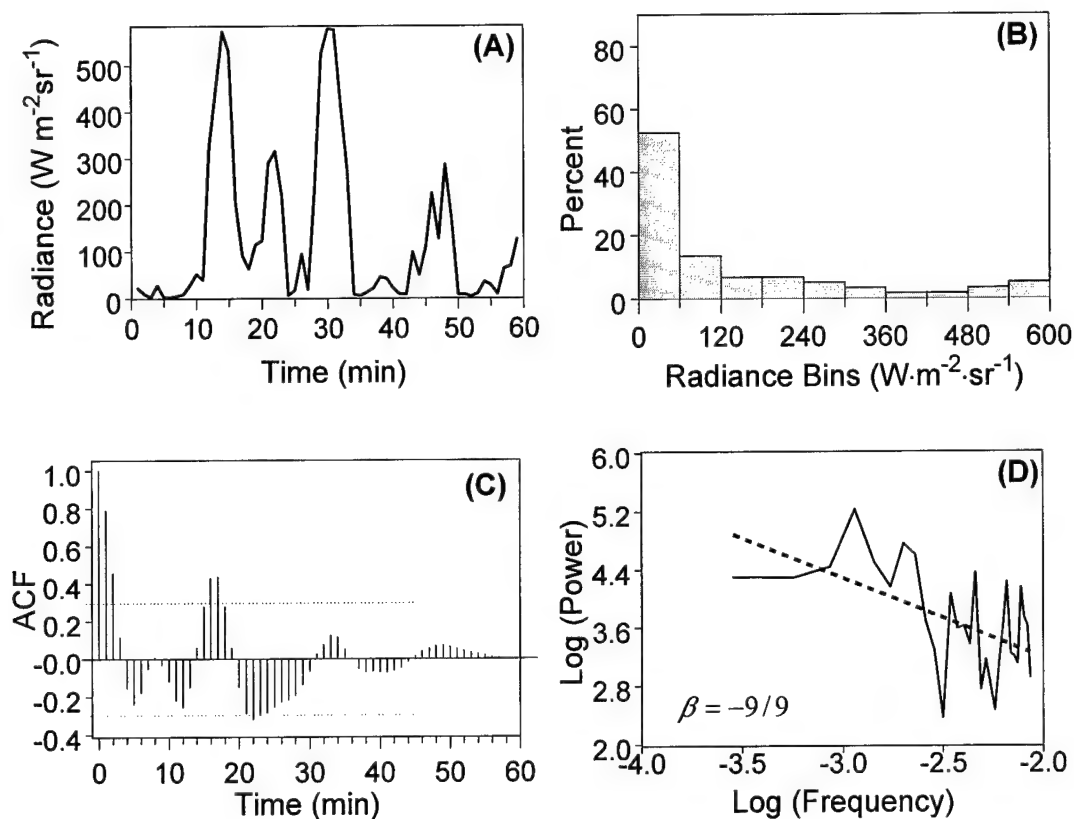 (A)
Radiance (W m⁻²sr⁻¹)
500
400
300
200
100
0
0 10 20 30 40 50 60
Time (min)
(B)
Percent
80
60
40
20
0
0 120 240 360 480 600
Radiance Bins (W·m⁻²·sr⁻¹)
(C)
ACF
1.0
0.8
0.6
0.4
0.2
-0.0
-0.2
-0.4
0 10 20 30 40 50 60
Time (min)
(D)
Log (Power)
6.0
5.2
4.4
3.6
2.8
2.0
β = −9/9
-4.0 -3.5 -3.0 -2.5 -2.0
Log (Frequency)